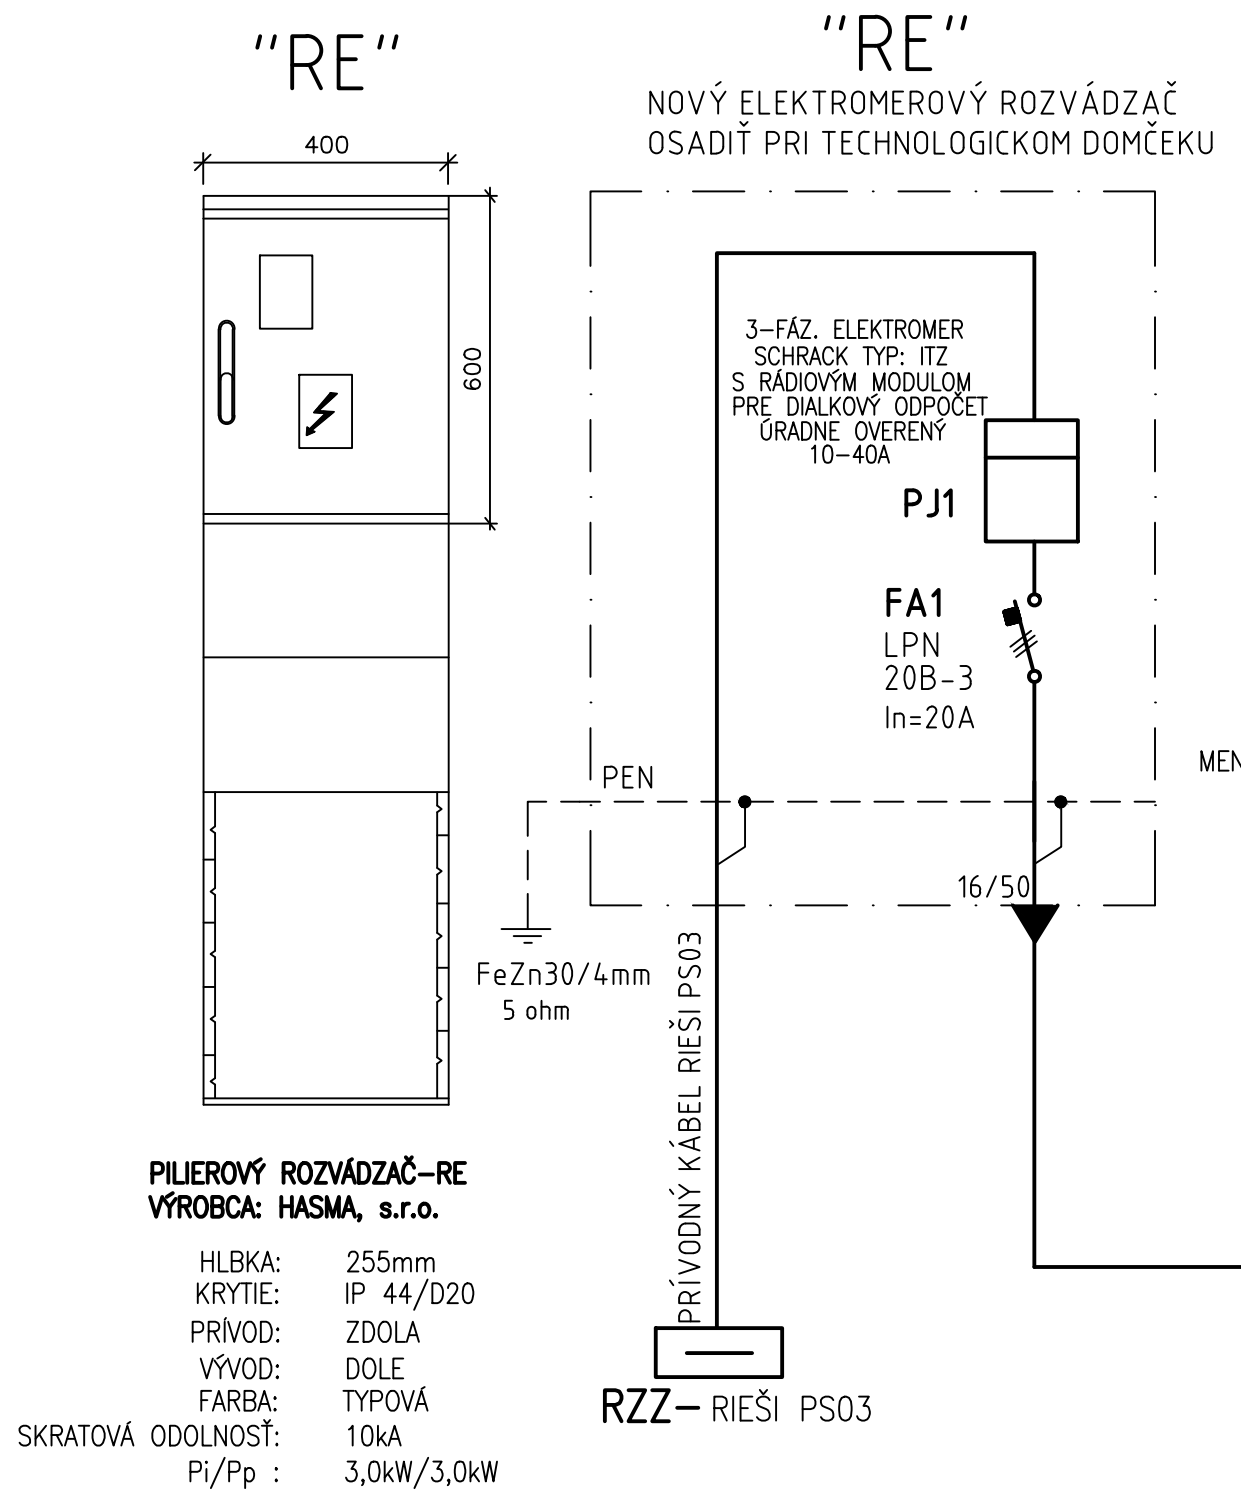 "RE"
400
600
PILIEROVÝ ROZVÁDZAČ-RE
VÝROBCA: HASMA, s.r.o.
HLBKA: 255mm
KRYTIE: IP 44/D20
PRÍVOD: ZDOLA
VÝVOD: DOLE
FARBA: TYPOVÁ
SKRATOVÁ ODOLNOSŤ: 10kA
Pi/Pp : 3,0kW/3,0kW
"RE"
NOVÝ ELEKTROMEROVÝ ROZVÁDZAČ
OSADIŤ PRI TECHNOLOGICKOM DOMČEKU
3-FÁZ. ELEKTROMER
SCHRACK TYP: ITZ
S RÁDIOVÝM MODULOM
PRE DIALKOVÝ ODPOČET
ÚRADNE OVERENÝ
10-40A
PJ1
FA1
LPN
20B-3
In=20A
PEN
MEN
16/50
FeZn30/4mm
5 ohm
PRÍVODNÝ KÁBEL RIEŠI PS03
RZZ- RIEŠI PS03